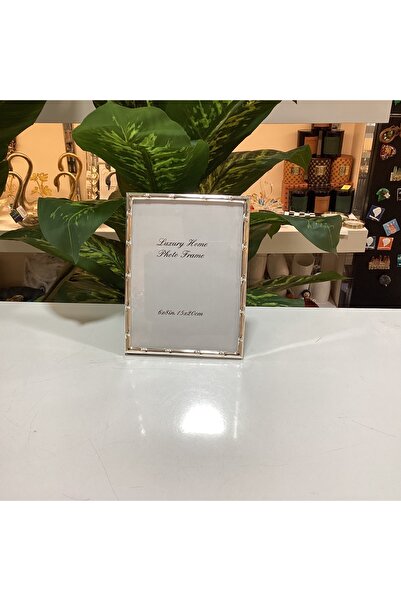 Luxury Home
Photo Frame
6x8in. 15x20cm